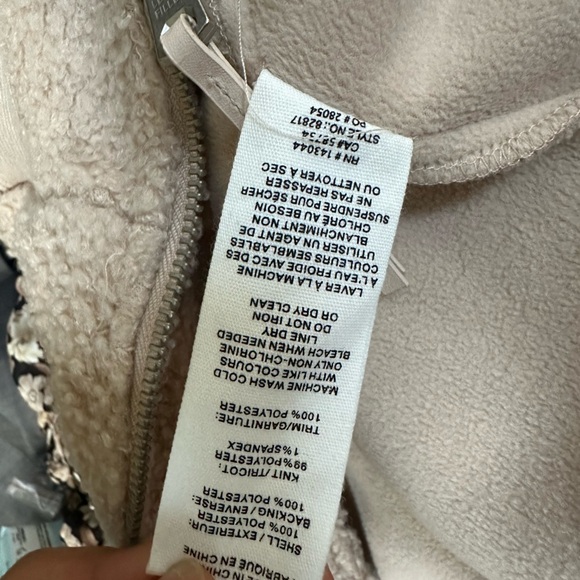 FABRIQUÉ EN CHINE
SHELL / EXTERIEUR:
100% POLYESTER
BACKING / ENVERSE:
100% POLYESTER
KNIT/TRICOT:
99% POLYESTER
1% SPANDEX
TRIM/GARNITURE:
100% POLYESTER
MACHINE WASH COLD
WITH LIKE COLOURS
ONLY NON-CHLORINE
BLEACH WHEN NEEDED
LINE DRY
DO NOT IRON
OR DRY CLEAN
LAVER À LA MACHINE
À L'EAU FROIDE AVEC DES
COULEURS SEMBLABLES
UTILISER UN AGENT DE
BLANCHIMENT NON
CHLORÉ AU BESOIN
SUSPENDRE POUR SÉCHER
NE PAS REPASSER
OU NETTOYER À SEC
RN # 143044
CA# 58734
STYLE NO.: 82817
PO # 28054